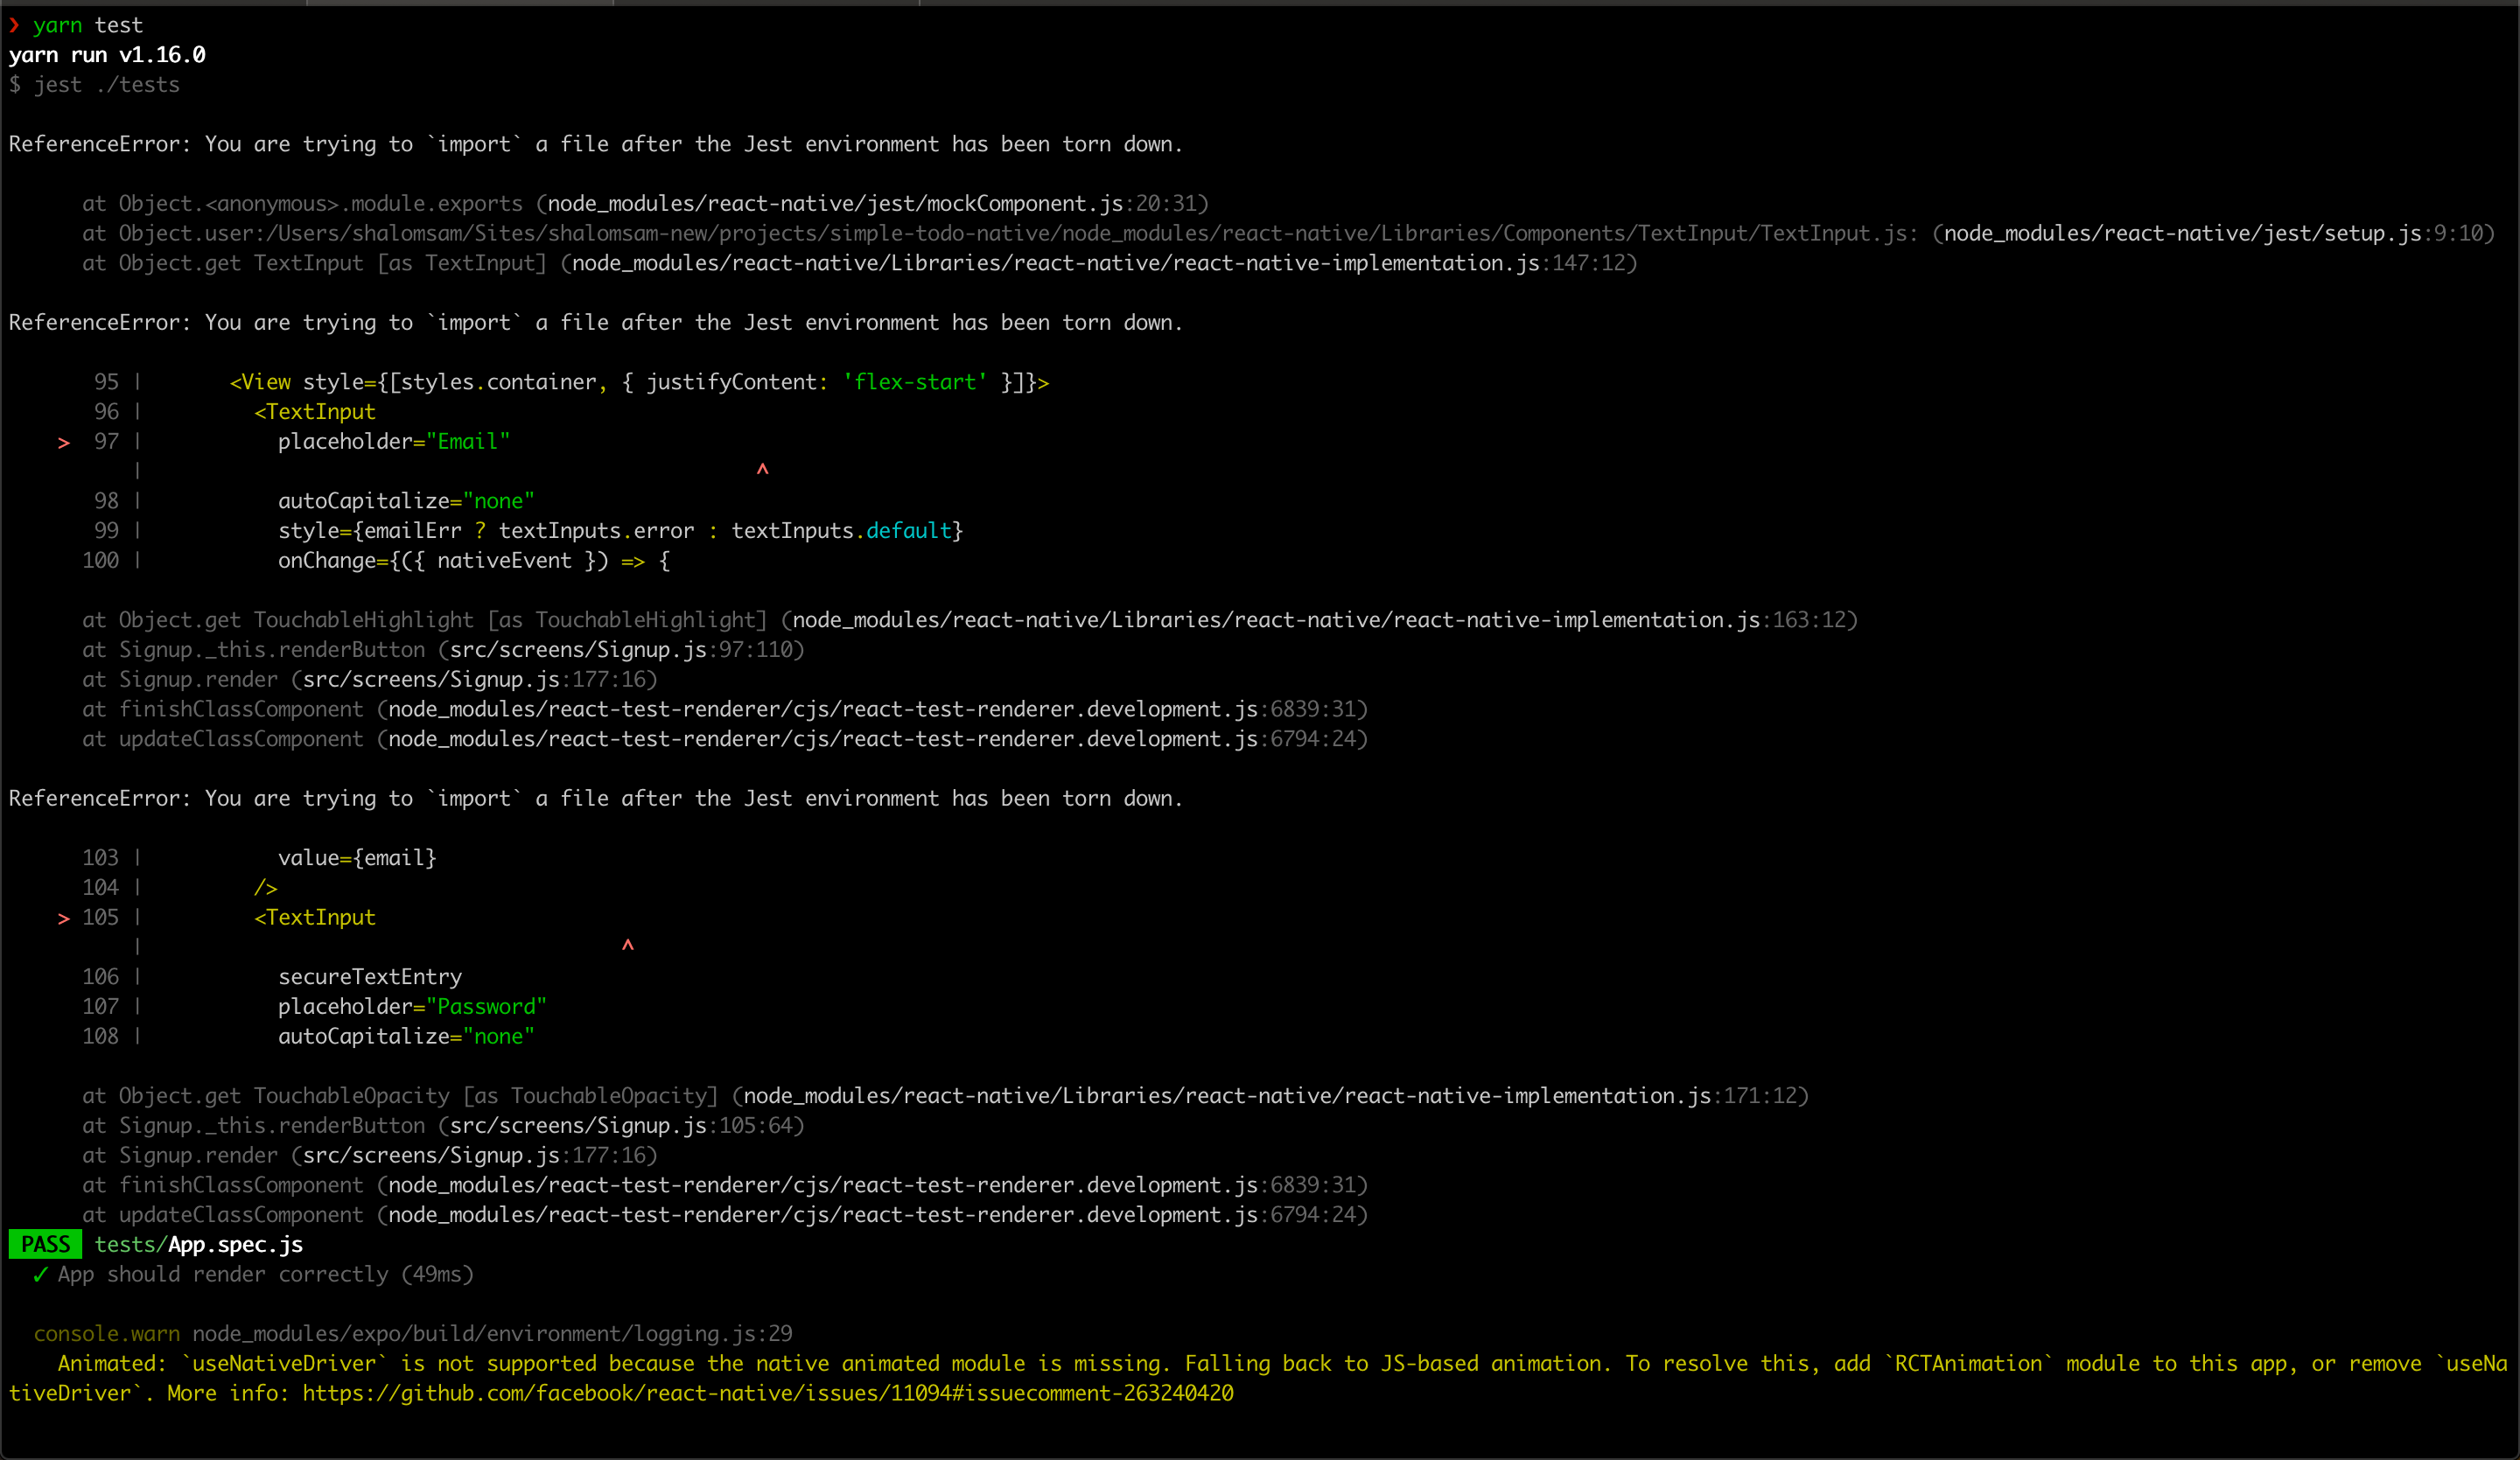 ❯ yarn test
yarn run v1.16.0
$ jest ./tests

ReferenceError: You are trying to `import` a file after the Jest environment has been torn down.

      at Object.<anonymous>.module.exports (node_modules/react-native/jest/mockComponent.js:20:31)
      at Object.user:/Users/shalomsam/Sites/shalomsam-new/projects/simple-todo-native/node_modules/react-native/Libraries/Components/TextInput/TextInput.js: (node_modules/react-native/jest/setup.js:9:10)
      at Object.get TextInput [as TextInput] (node_modules/react-native/Libraries/react-native/react-native-implementation.js:147:12)

ReferenceError: You are trying to `import` a file after the Jest environment has been torn down.

       95 |       <View style={[styles.container, { justifyContent: 'flex-start' }]}>
       96 |         <TextInput
    >  97 |           placeholder="Email"
          |                                                  ^
       98 |           autoCapitalize="none"
       99 |           style={emailErr ? textInputs.error : textInputs.default}
      100 |           onChange={({ nativeEvent }) => {

      at Object.get TouchableHighlight [as TouchableHighlight] (node_modules/react-native/Libraries/react-native/react-native-implementation.js:163:12)
      at Signup._this.renderButton (src/screens/Signup.js:97:110)
      at Signup.render (src/screens/Signup.js:177:16)
      at finishClassComponent (node_modules/react-test-renderer/cjs/react-test-renderer.development.js:6839:31)
      at updateClassComponent (node_modules/react-test-renderer/cjs/react-test-renderer.development.js:6794:24)

ReferenceError: You are trying to `import` a file after the Jest environment has been torn down.

      103 |           value={email}
      104 |         />
    > 105 |         <TextInput
          |                                       ^
      106 |           secureTextEntry
      107 |           placeholder="Password"
      108 |           autoCapitalize="none"

      at Object.get TouchableOpacity [as TouchableOpacity] (node_modules/react-native/Libraries/react-native/react-native-implementation.js:171:12)
      at Signup._this.renderButton (src/screens/Signup.js:105:64)
      at Signup.render (src/screens/Signup.js:177:16)
      at finishClassComponent (node_modules/react-test-renderer/cjs/react-test-renderer.development.js:6839:31)
      at updateClassComponent (node_modules/react-test-renderer/cjs/react-test-renderer.development.js:6794:24)
 PASS  tests/App.spec.js
  ✓ App should render correctly (49ms)

  console.warn node_modules/expo/build/environment/logging.js:29
    Animated: `useNativeDriver` is not supported because the native animated module is missing. Falling back to JS-based animation. To resolve this, add `RCTAnimation` module to this app, or remove `useNa
tiveDriver`. More info: https://github.com/facebook/react-native/issues/11094#issuecomment-263240420